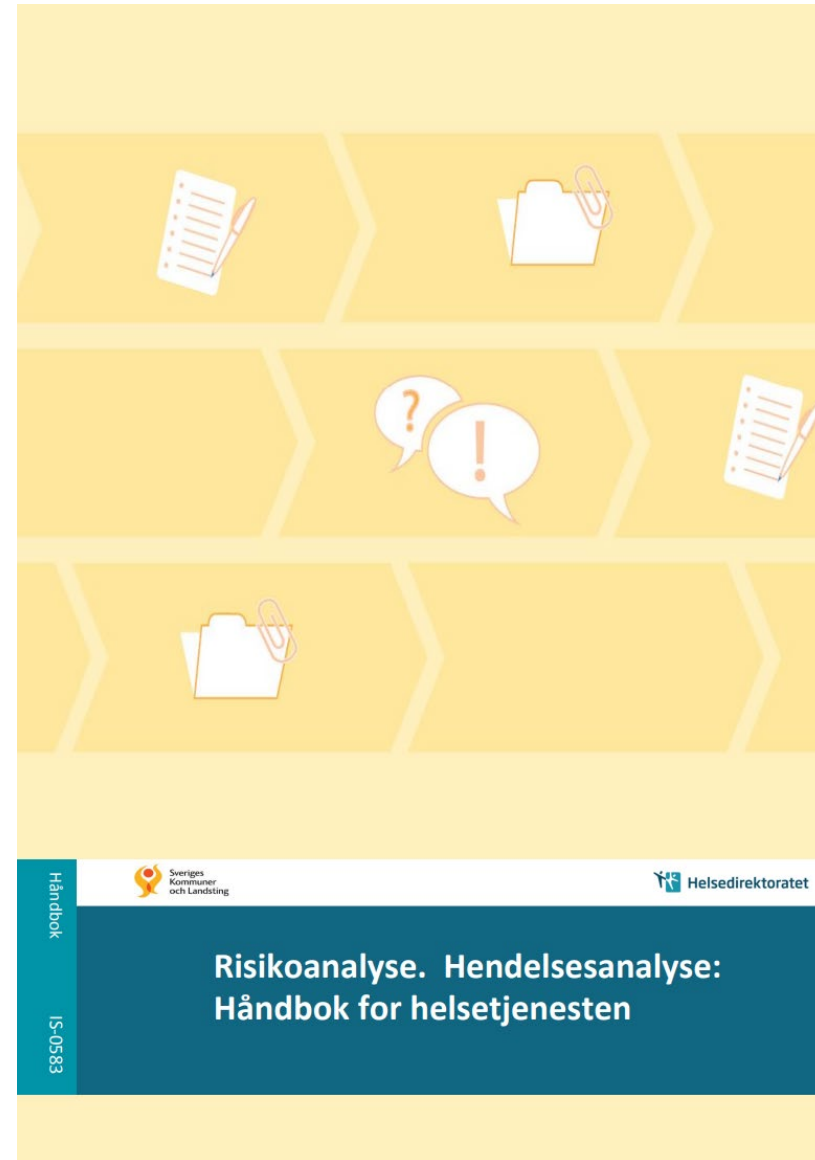 ?
!
Håndbok
IS-0583
Sveriges
Kommuner
och Landsting
Helsedirektoratet
Risikoanalyse.  Hendelsesanalyse:
Håndbok for helsetjenesten